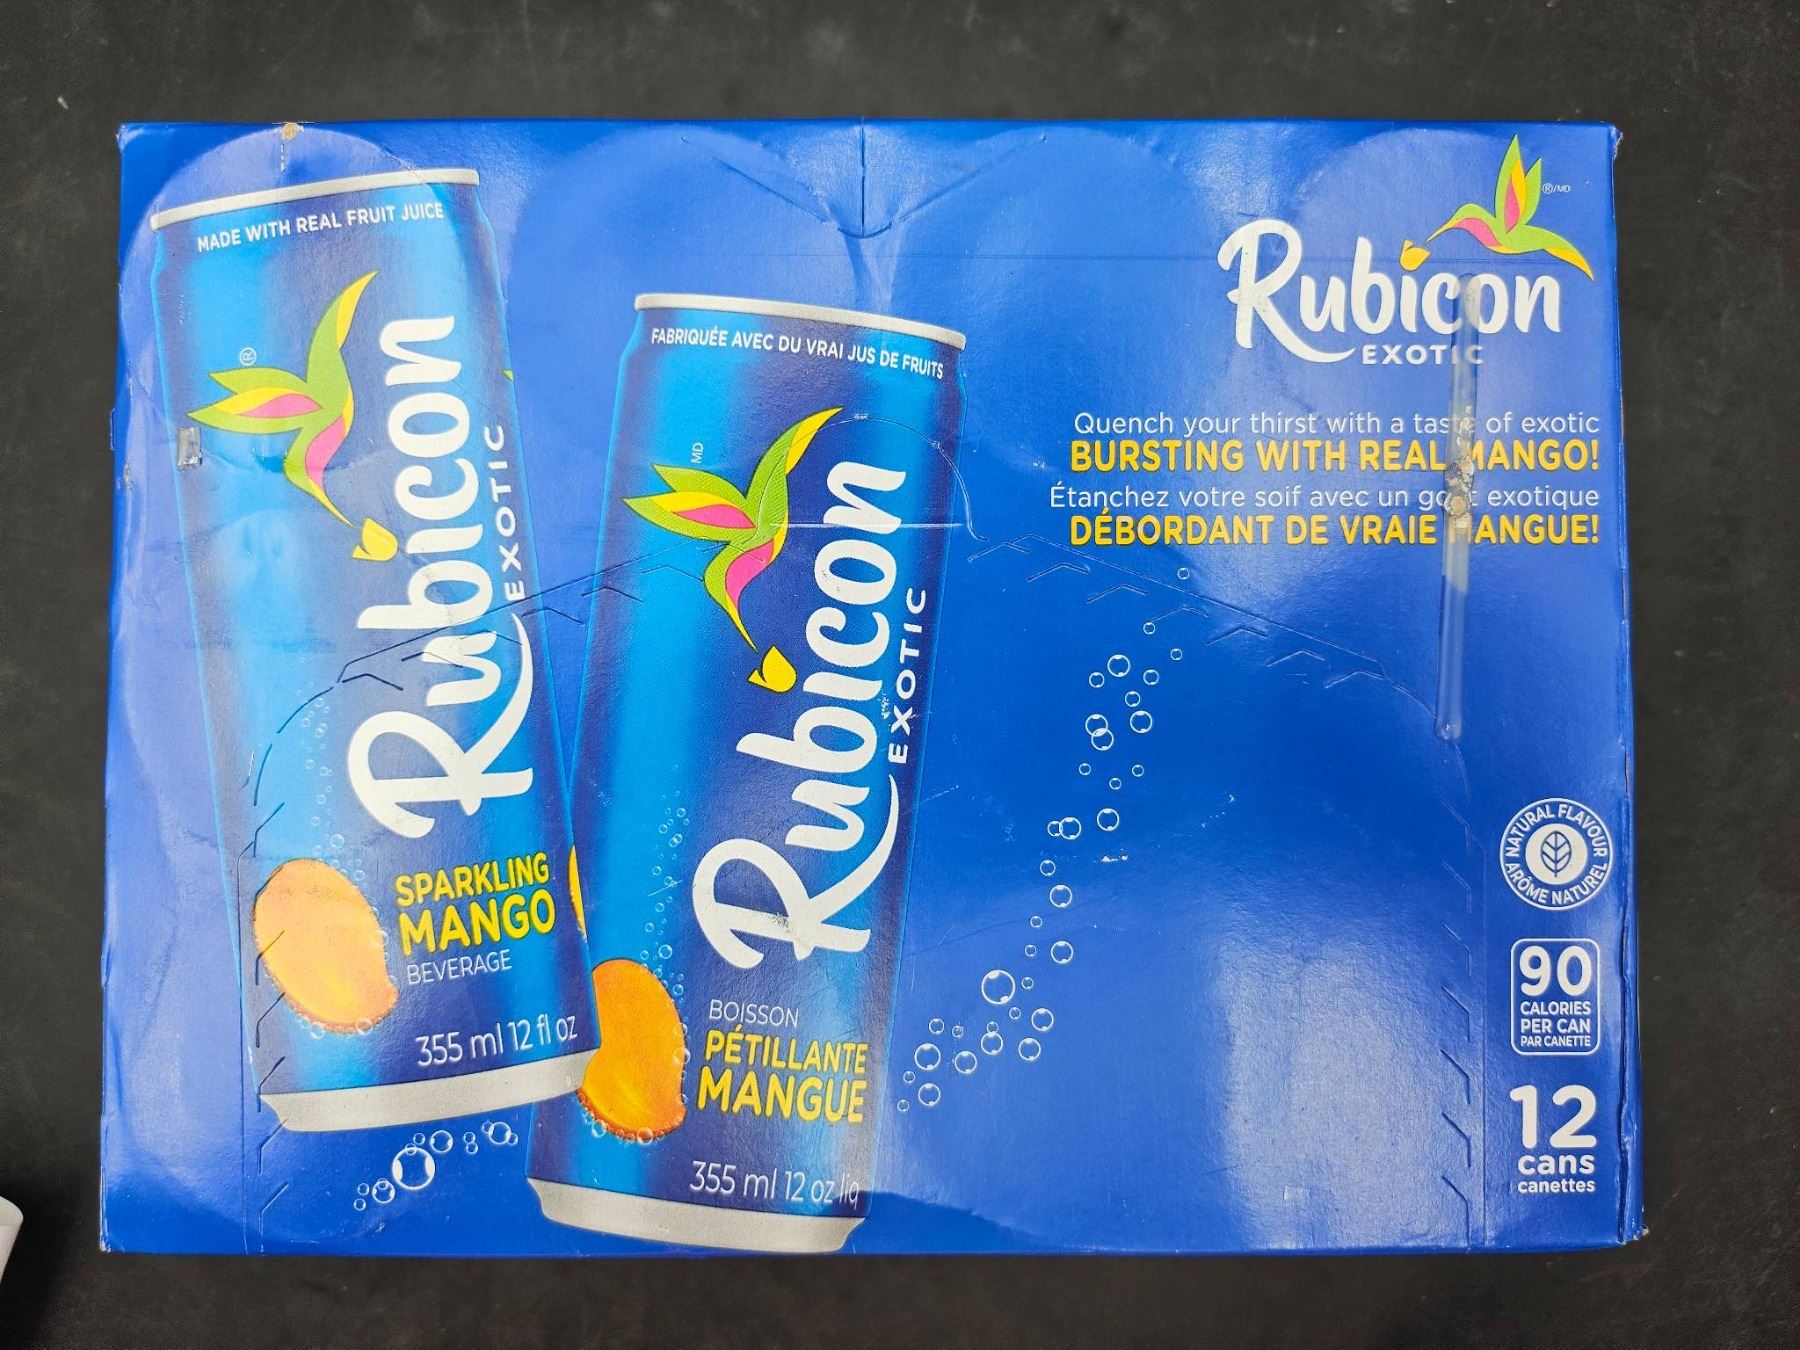 MADE WITH REAL FRUIT JUICE
®
Rubicon
EXOTIC
SPARKLING
MANGO
BEVERAGE
355 ml 12 fl oz
FABRIQUÉE AVEC DU VRAI JUS DE FRUITS
MD
Rubicon
EXOTIC
BOISSON
PÉTILLANTE
MANGUE
355 ml 12 oz liq
®/MD
Rubicon
EXOTIC
Quench your thirst with a taste of exotic
BURSTING WITH REAL MANGO!
Étanchez votre soif avec un goût exotique
DÉBORDANT DE VRAIE MANGUE!
NATURAL FLAVOUR
ARÔME NATUREL
90
CALORIES
PER CAN
PAR CANETTE
12
cans
canettes